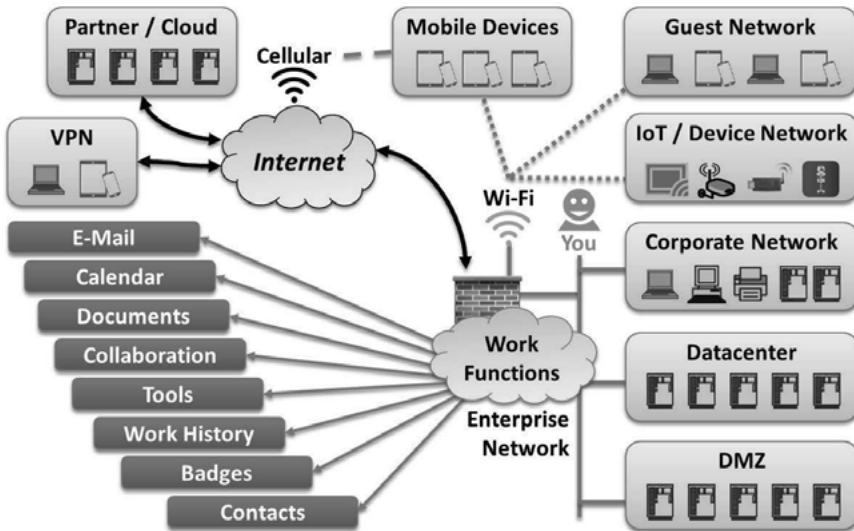 Partner / Cloud
Cellular
Mobile Devices
Guest Network
VPN
Internet
IoT / Device Network
Wi-Fi
You
E-Mail
Corporate Network
Calendar
Documents
Collaboration
Work
Functions
Datacenter
Tools
Enterprise
Network
Work History
Badges
DMZ
Contacts